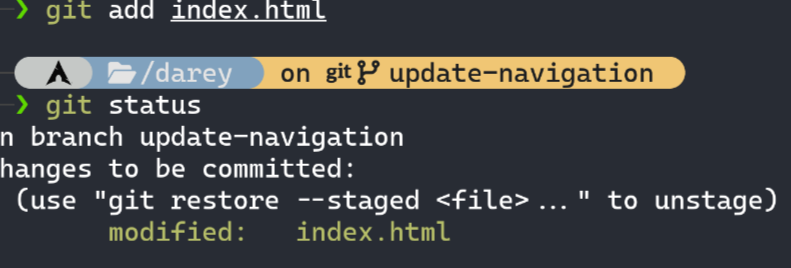 ❯ git add index.html
/darey on git update-navigation
❯ git status
n branch update-navigation
hanges to be committed:
(use "git restore --staged <file>..." to unstage)
modified: index.html